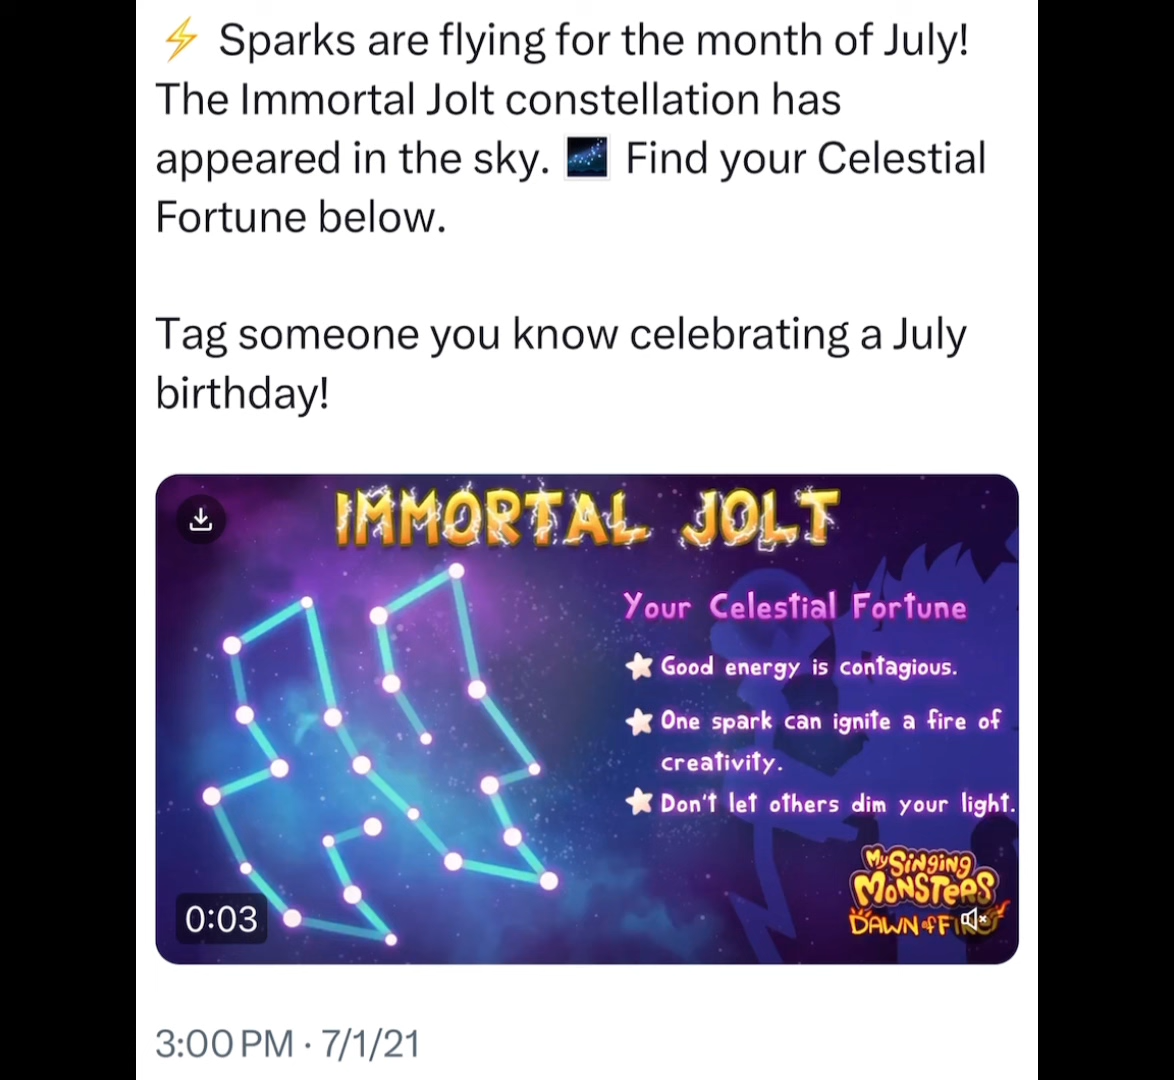 ⚡ Sparks are flying for the month of July!
The Immortal Jolt constellation has
appeared in the sky. 🌌 Find your Celestial
Fortune below.
Tag someone you know celebrating a July
birthday!
IMMORTAL JOLT
Your Celestial Fortune
Good energy is contagious.
One spark can ignite a fire of
creativity.
Don't let others dim your light.
My Singing
Monsters
DAWN of
0:03
3:00 PM · 7/1/21